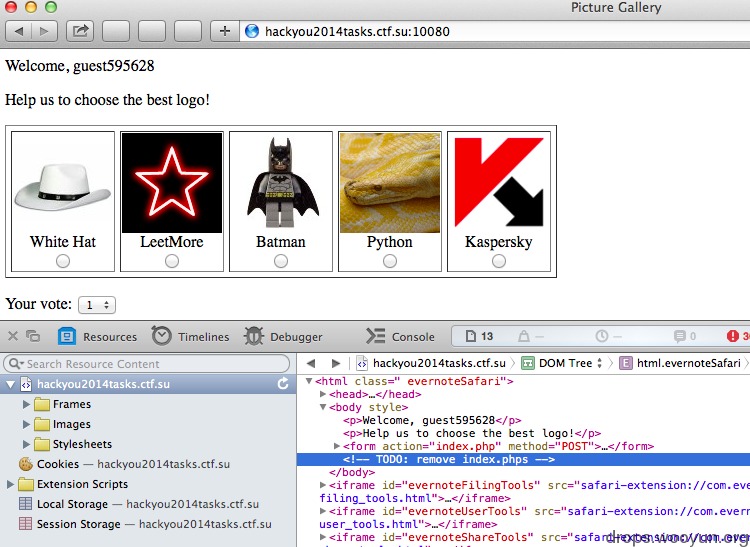 Picture Gallery
hackyou2014tasks.ctf.su:10080
Welcome, guest595628
Help us to choose the best logo!
White Hat LeetMore Batman Python Kaspersky
Your vote: 1
Resources Timelines Debugger Console 13 — — 0 3
Search Resource Content
hackyou2014tasks.ctf.su DOM Tree E html.evernoteSafari
hackyou2014tasks.ctf.su
Frames
Images
Stylesheets
Cookies — hackyou2014tasks.ctf.su
Extension Scripts
Local Storage — hackyou2014tasks.ctf.su
Session Storage — hackyou2014tasks.ctf.su
<html class=" evernoteSafari">
<head>…</head>
<body style>
<p>Welcome, guest595628</p>
<p>Help us to choose the best logo!</p>
<form action="index.php" method="POST">…</form>
<!-- TODO: remove index.phps -->
</body>
<iframe id="evernoteFilingTools" src="safari-extension://com.ever
filing_tools.html">…</iframe>
<iframe id="evernoteUserTools" src="safari-extension://com.everno
user_tools.html">…</iframe>
<iframe id="evernoteShareTools" src="safari-extension://com.evern
drops.wooyun.org